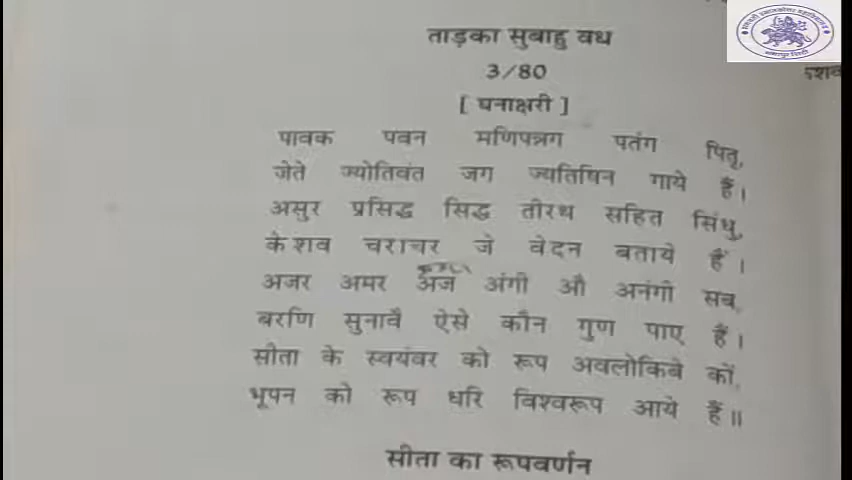 ताड़का सुबाहु वध
3/80
[ घनाक्षरी ]
पावक पवन मणिपन्नग पतंग पितृ,
जेते ज्योतिवंत जग ज्यतिषिन गाये हैं।
असुर प्रसिद्ध सिद्ध तीरथ सहित सिंधु,
केशव चराचर जे वेदन बताये हैं।
अजर अमर अज अंगी औ अनंगी सब,
बरणि सुनावै ऐसे कौन गुण पाए हैं।
सीता के स्वयंवर को रूप अवलोकिबे कों,
भूपन को रूप धरि विश्वरूप आये हैं॥
सीता का रूपवर्णन